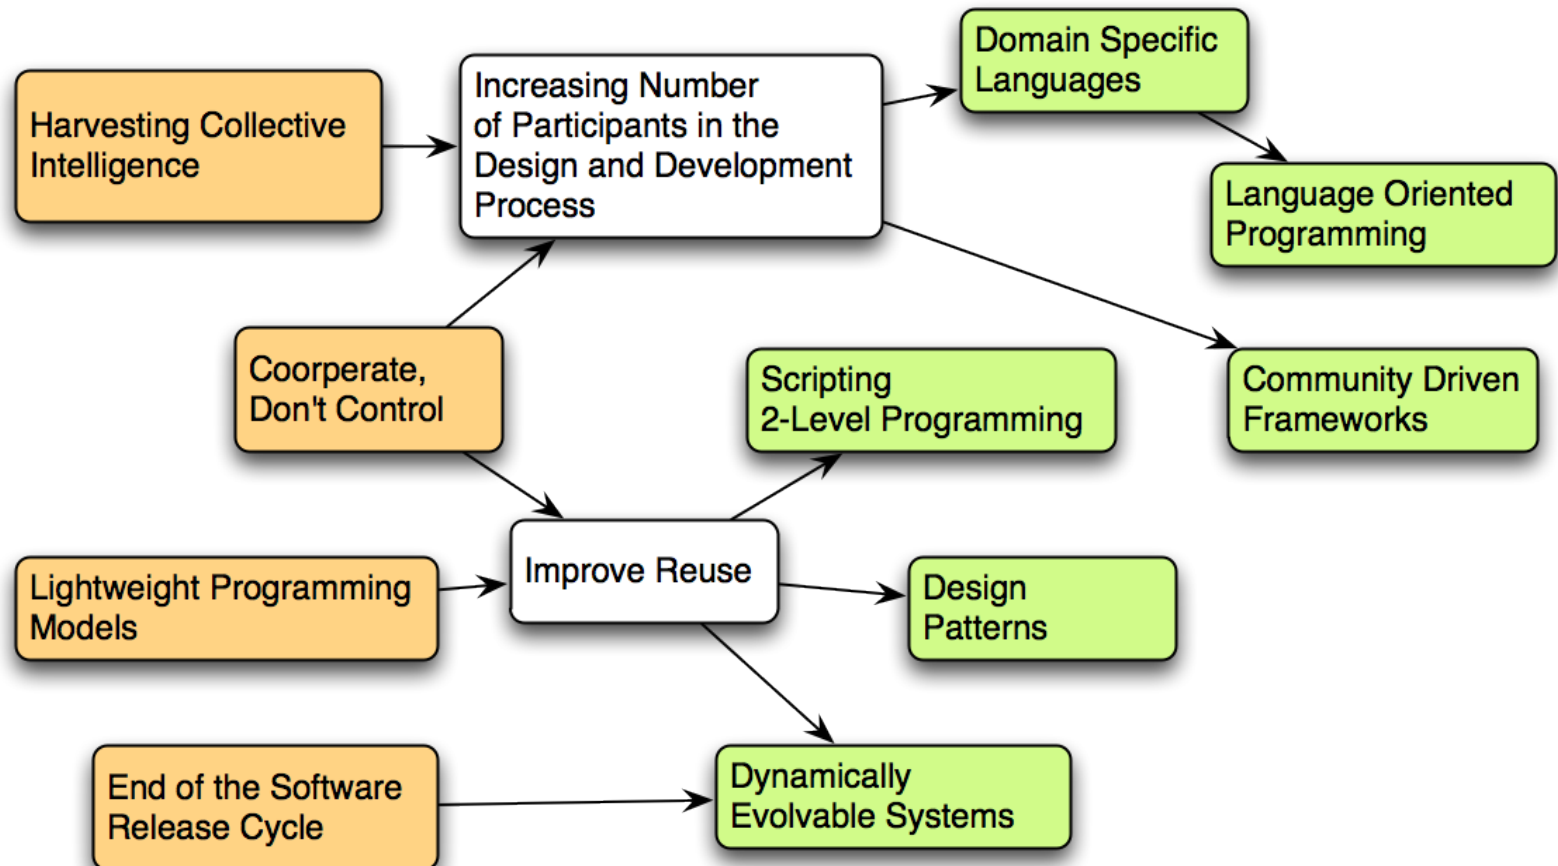 Domain Specific
Languages
Increasing Number
of Participants in the
Design and Development
Process
Harvesting Collective
Intelligence
Language Oriented
Programming
Coorperate,
Don't Control
Scripting
2-Level Programming
Community Driven
Frameworks
Improve Reuse
Lightweight Programming
Models
Design
Patterns
End of the Software
Release Cycle
Dynamically
Evolvable Systems